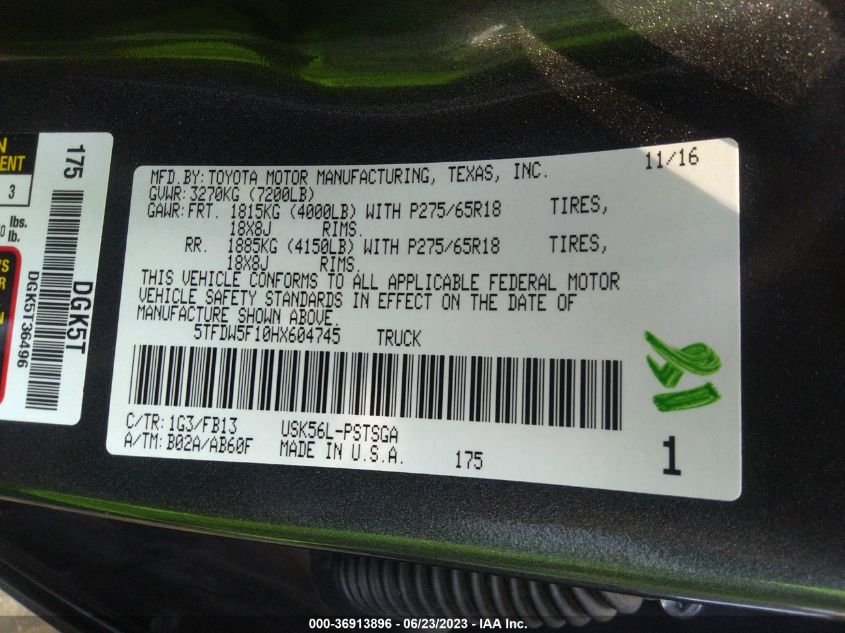 N
ENT
3
0 lbs.
lb.
'S
R
N
175
DGK5T36496
DGK5T
MFD.BY:TOYOTA MOTOR MANUFACTURING, TEXAS, INC. 11/16
GVWR:3270KG (7200LB)
GAWR:FRT. 1815KG (4000LB) WITH P275/65R18 TIRES,
18X8J RIMS.
RR. 1885KG (4150LB) WITH P275/65R18 TIRES,
18X8J RIMS.
THIS VEHICLE CONFORMS TO ALL APPLICABLE FEDERAL MOTOR
VEHICLE SAFETY STANDARDS IN EFFECT ON THE DATE OF
MANUFACTURE SHOWN ABOVE.
5TFDW5F10HX604745 TRUCK
C/TR:1G3/FB13 USK56L-PSTSGA
A/TM:B02A/AB60F MADE IN U.S.A. 175
1
000-36913896 - 06/23/2023 - IAA Inc.